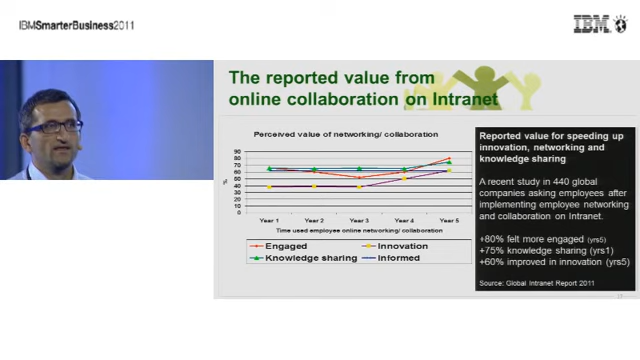 IBMSmarterBusiness2011
IBM
The reported value from
online collaboration on Intranet
Perceived value of networking/ collaboration
90
80
70
60
50
40
30
20
10
0
%
Year 1 Year 2 Year 3 Year 4 Year 5
Time used employee online networking/ collaboration
Engaged Innovation
Knowledge sharing Informed
Reported value for speeding up
innovation, networking and
knowledge sharing
A recent study in 440 global
companies asking employees after
implementing employee networking
and collaboration on Intranet.
+80% felt more engaged (yrs5)
+75% knowledge sharing (yrs1)
+60% improved in innovation (yrs5)
Source: Global Intranet Report 2011